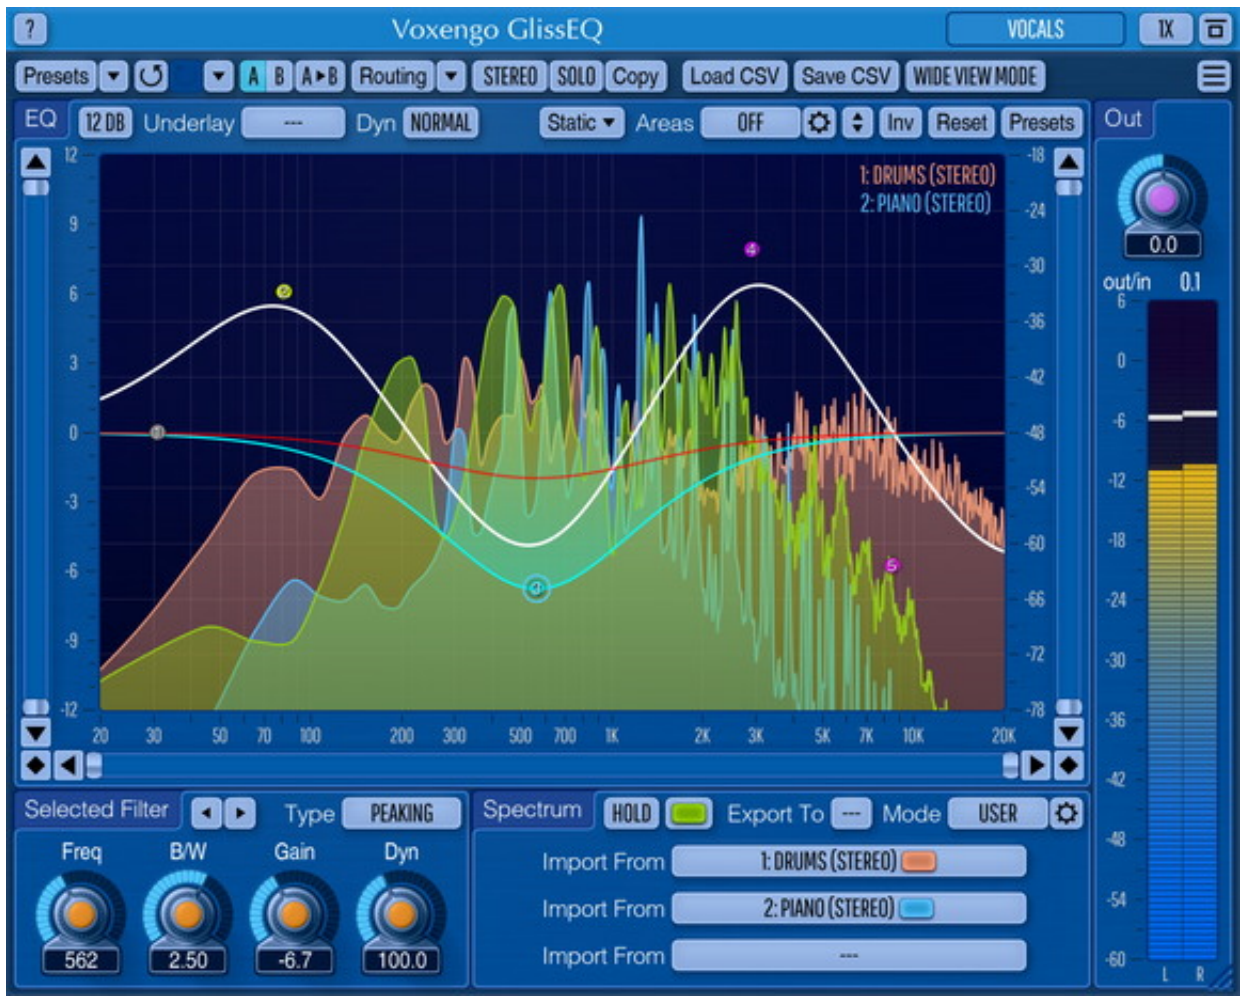 ? Voxengo GlissEQ VOCALS 1X
Presets A B A▸B Routing STEREO SOLO Copy Load CSV Save CSV WIDE VIEW MODE
EQ 12 DB Underlay --- Dyn NORMAL Static Areas OFF Inv Reset Presets Out
12 -18
1: DRUMS (STEREO)
2: PIANO (STEREO)
9 -24
4
0.0
-30
out/in 0.1
6 -36 6
3 -42 0
0 -48 -6
-3 -54 -12
-60 -18
-6 5 -66 -24
-9 -72 -30
-12 -78 -36
20 30 50 70 100 200 300 500 700 1K 2K 3K 5K 7K 10K 20K
-42
Selected Filter Type PEAKING Spectrum HOLD Export To --- Mode USER
-48
Freq B/W Gain Dyn Import From 1: DRUMS (STEREO)
-54
Import From 2: PIANO (STEREO)
562 2.50 -6.7 100.0 Import From ---
-60
L R